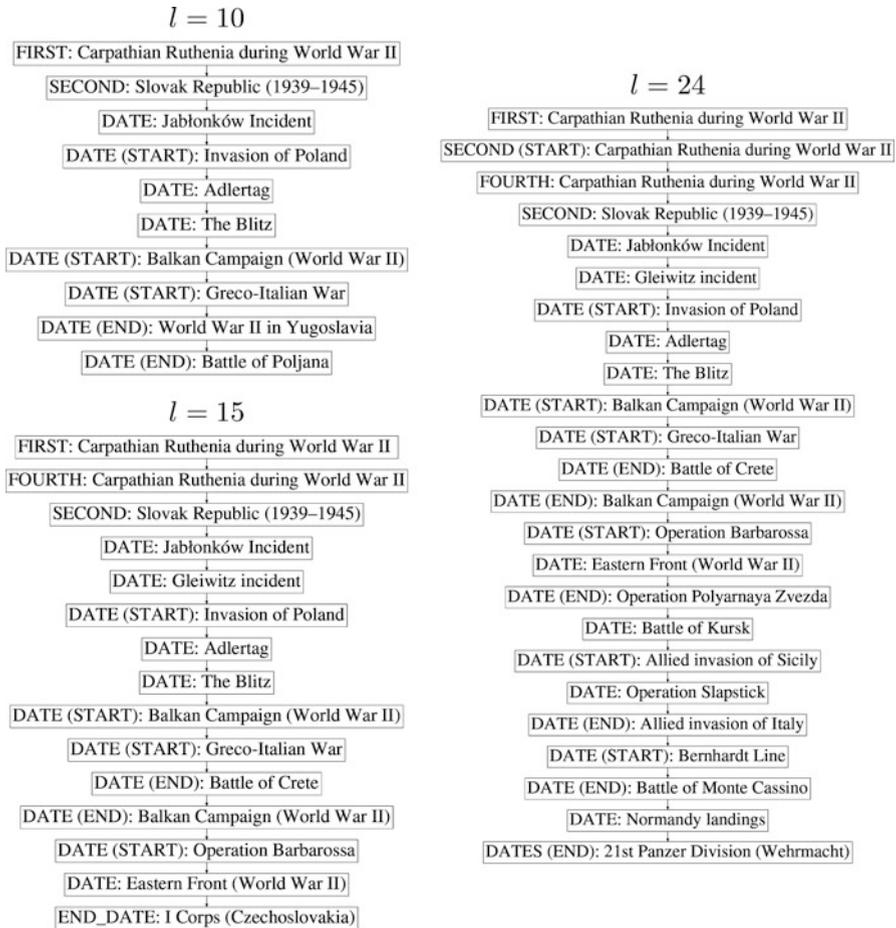 l = 10
FIRST: Carpathian Ruthenia during World War II
SECOND: Slovak Republic (1939–1945)
DATE: Jabłonków Incident
DATE (START): Invasion of Poland
DATE: Adlertag
DATE: The Blitz
DATE (START): Balkan Campaign (World War II)
DATE (START): Greco-Italian War
DATE (END): World War II in Yugoslavia
DATE (END): Battle of Poljana
l = 15
FIRST: Carpathian Ruthenia during World War II
FOURTH: Carpathian Ruthenia during World War II
SECOND: Slovak Republic (1939–1945)
DATE: Jabłonków Incident
DATE: Gleiwitz incident
DATE (START): Invasion of Poland
DATE: Adlertag
DATE: The Blitz
DATE (START): Balkan Campaign (World War II)
DATE (START): Greco-Italian War
DATE (END): Battle of Crete
DATE (END): Balkan Campaign (World War II)
DATE (START): Operation Barbarossa
DATE: Eastern Front (World War II)
END_DATE: I Corps (Czechoslovakia)
l = 24
FIRST: Carpathian Ruthenia during World War II
SECOND (START): Carpathian Ruthenia during World War II
FOURTH: Carpathian Ruthenia during World War II
SECOND: Slovak Republic (1939–1945)
DATE: Jabłonków Incident
DATE: Gleiwitz incident
DATE (START): Invasion of Poland
DATE: Adlertag
DATE: The Blitz
DATE (START): Balkan Campaign (World War II)
DATE (START): Greco-Italian War
DATE (END): Battle of Crete
DATE (END): Balkan Campaign (World War II)
DATE (START): Operation Barbarossa
DATE: Eastern Front (World War II)
DATE (END): Operation Polyarnaya Zvezda
DATE: Battle of Kursk
DATE (START): Allied invasion of Sicily
DATE: Operation Slapstick
DATE (END): Allied invasion of Italy
DATE (START): Bernhardt Line
DATE (END): Battle of Monte Cassino
DATE: Normandy landings
DATES (END): 21st Panzer Division (Wehrmacht)